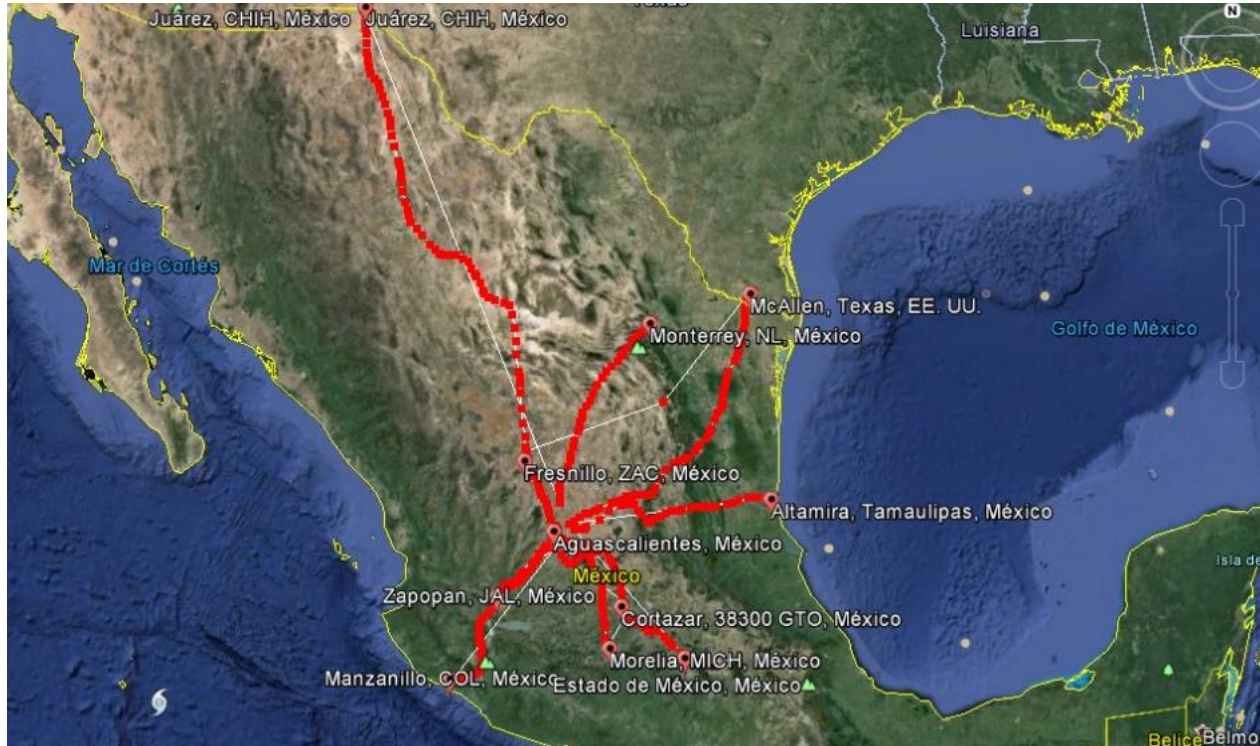 Texas
Juárez, CHIH, México
Juárez, CHIH, México
N
Luisiana
Mar de Cortés
McAllen, Texas, EE. UU.
Golfo de México
Monterrey, NL, México
Fresnillo, ZAC, México
Altamira, Tamaulipas, México
Aguascalientes, México
México
Isla de
Zapopan, JAL, México
Cortazar, 38300 GTO, México
Morelia, MICH, México
Manzanillo, COL, México
Estado de México, México
Belice
Belmo